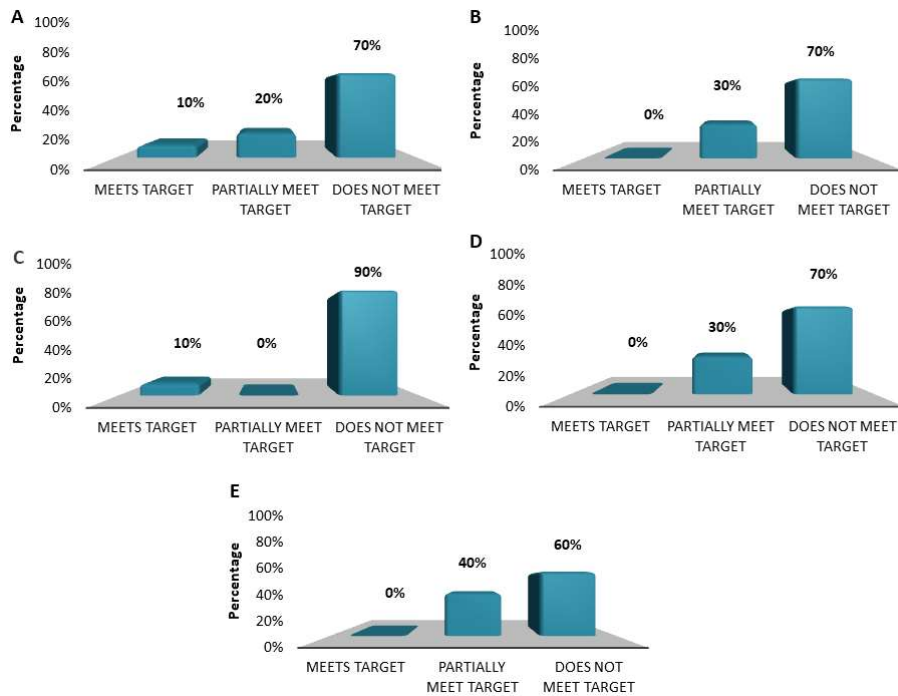 A
Percentage
100%
80%
60%
40%
20%
0%
10%
20%
70%
MEETS TARGET
PARTIALLY MEET
TARGET
DOES NOT MEET
TARGET
B
Percentage
100%
80%
60%
40%
20%
0%
0%
30%
70%
MEETS TARGET
PARTIALLY
MEET TARGET
DOES NOT
MEET TARGET
C
Percentage
100%
80%
60%
40%
20%
0%
10%
0%
90%
MEETS TARGET
PARTIALLY MEET
TARGET
DOES NOT MEET
TARGET
D
Percentage
100%
80%
60%
40%
20%
0%
0%
30%
70%
MEETS TARGET
PARTIALLY MEET
TARGET
DOES NOT MEET
TARGET
E
Percentage
100%
80%
60%
40%
20%
0%
0%
40%
60%
MEETS TARGET
PARTIALLY
MEET TARGET
DOES NOT
MEET TARGET